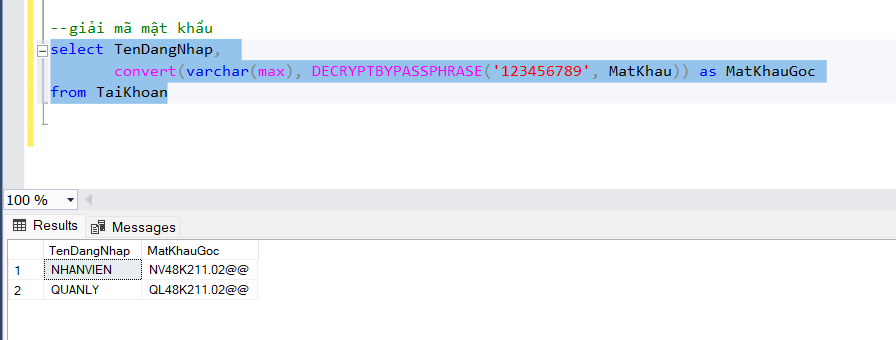 --giải mã mật khẩu
select TenDangNhap,
convert(varchar(max), DECRYPTBYPASSPHRASE('123456789', MatKhau)) as MatKhauGoc
from TaiKhoan
100 %
Results Messages
TenDangNhap MatKhauGoc
1 NHANVIEN NV48K211.02@@
2 QUANLY QL48K211.02@@